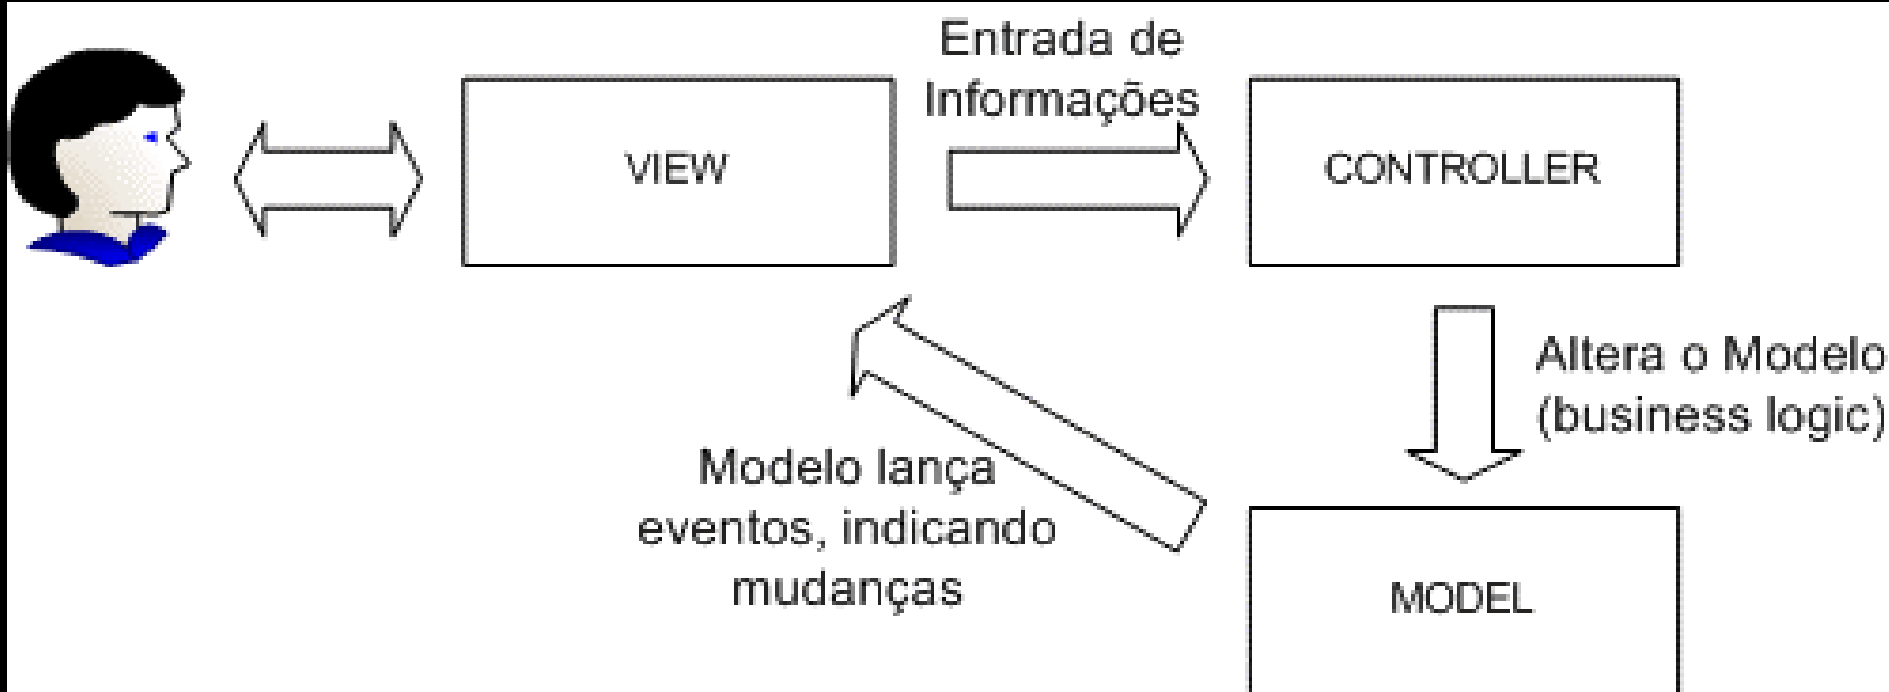 Entrada de
Informações
VIEW
CONTROLLER
Altera o Modelo
(business logic)
Modelo lança
eventos, indicando
mudanças
MODEL